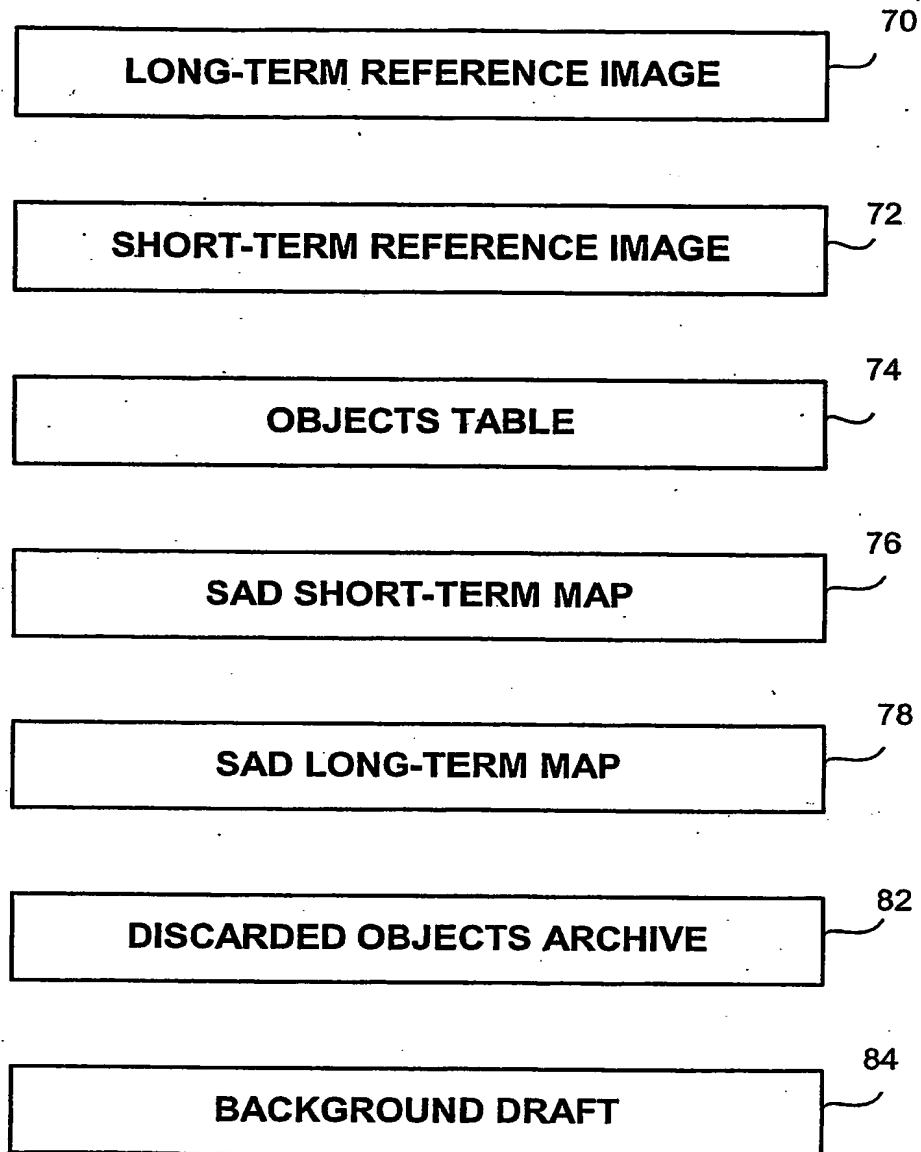 70
LONG-TERM REFERENCE IMAGE
72
SHORT-TERM REFERENCE IMAGE
74
OBJECTS TABLE
76
SAD SHORT-TERM MAP
78
SAD LONG-TERM MAP
82
DISCARDED OBJECTS ARCHIVE
84
BACKGROUND DRAFT